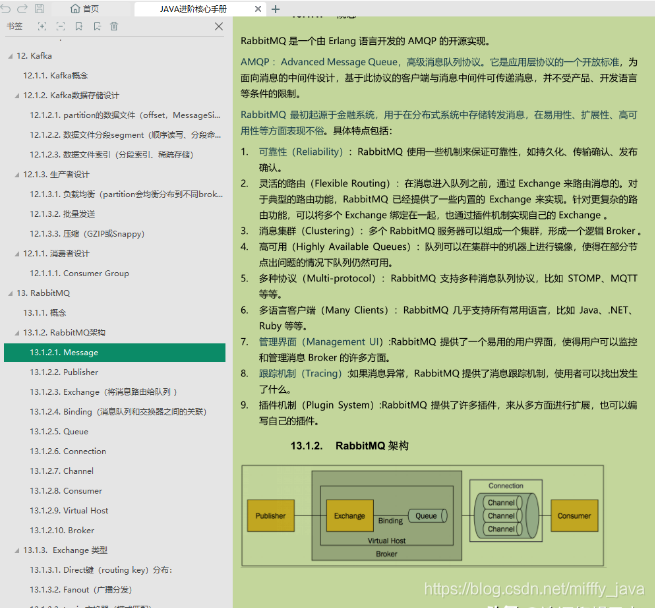 首页
JAVA进阶核心手册
书签
12. Kafka
12.1.1. Kafka概念
12.1.2. Kafka数据存储设计
12.1.2.1. partition的数据文件（offset，MessageSi...
12.1.2.2. 数据文件分段segment（顺序读写、分段命...
12.1.2.3. 数据文件索引（分段索引、稀疏存储）
12.1.3. 生产者设计
12.1.3.1. 负载均衡（partition会均衡分布到不同brok...
12.1.3.2. 批量发送
12.1.3.3. 压缩（GZIP或Snappy）
12.1.1. 消费者设计
12.1.1.1. Consumer Group
13. RabbitMQ
13.1.1. 概念
13.1.2. RabbitMQ架构
13.1.2.1. Message
13.1.2.2. Publisher
13.1.2.3. Exchange（将消息路由给队列 ）
13.1.2.4. Binding（消息队列和交换器之间的关联）
13.1.2.5. Queue
13.1.2.6. Connection
13.1.2.7. Channel
13.1.2.8. Consumer
13.1.2.9. Virtual Host
13.1.2.10. Broker
13.1.3. Exchange 类型
13.1.3.1. Direct键（routing key）分布：
13.1.3.2. Fanout（广播分发）
RabbitMQ 是一个由 Erlang 语言开发的 AMQP 的开源实现。
AMQP ：Advanced Message Queue，高级消息队列协议。它是应用层协议的一个开放标准，为
面向消息的中间件设计，基于此协议的客户端与消息中间件可传递消息，并不受产品、开发语言
等条件的限制。
RabbitMQ 最初起源于金融系统，用于在分布式系统中存储转发消息，在易用性、扩展性、高可
用性等方面表现不俗。具体特点包括：
1. 可靠性（Reliability）：RabbitMQ 使用一些机制来保证可靠性，如持久化、传输确认、发布
确认。
2. 灵活的路由（Flexible Routing）：在消息进入队列之前，通过 Exchange 来路由消息的。对
于典型的路由功能，RabbitMQ 已经提供了一些内置的 Exchange 来实现。针对更复杂的路
由功能，可以将多个 Exchange 绑定在一起，也通过插件机制实现自己的 Exchange 。
3. 消息集群（Clustering）：多个 RabbitMQ 服务器可以组成一个集群，形成一个逻辑 Broker 。
4. 高可用（Highly Available Queues）：队列可以在集群中的机器上进行镜像，使得在部分节
点出问题的情况下队列仍然可用。
5. 多种协议（Multi-protocol）：RabbitMQ 支持多种消息队列协议，比如 STOMP、MQTT
等等。
6. 多语言客户端（Many Clients）：RabbitMQ 几乎支持所有常用语言，比如 Java、.NET、
Ruby 等等。
7. 管理界面（Management UI）:RabbitMQ 提供了一个易用的用户界面，使得用户可以监控
和管理消息 Broker 的许多方面。
8. 跟踪机制（Tracing）:如果消息异常，RabbitMQ 提供了消息跟踪机制，使用者可以找出发生
了什么。
9. 插件机制（Plugin System）:RabbitMQ 提供了许多插件，来从多方面进行扩展，也可以编
写自己的插件。
13.1.2. RabbitMQ 架构
Publisher
Exchange
Binding
Queue
Virtual Host
Broker
Connection
Channel
Channel
Channel
Consumer
https://blog.csdn.net/mifffy_java